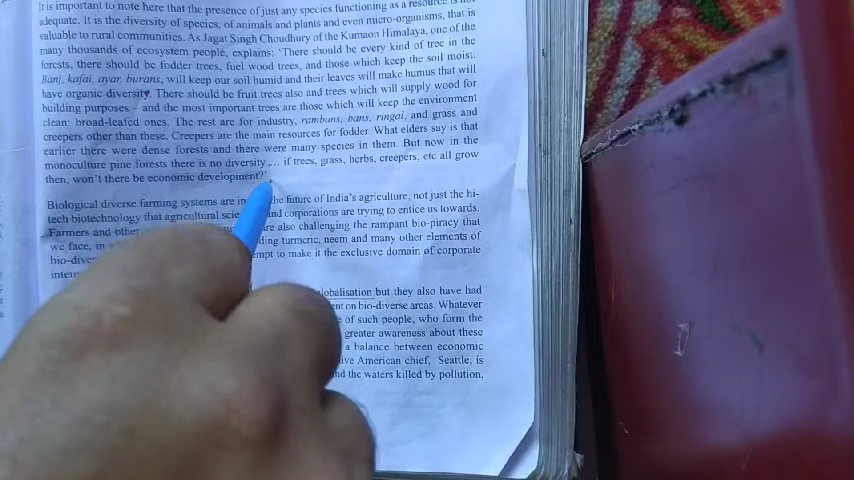 It is important to note here that the presence of just any species functioning as a resource is not
adequate. It is the diversity of species, of animals and plants and even micro-organisms, that is
valuable to rural communities. As Jagat Singh Choudhury of the Kumaon Himalaya, one of the
many thousands of ecosystem people, explains: 'There should be every kind of tree in the
forests, there should be fodder trees, fuel wood trees, and those which keep the soil moist.
Banj, kafai, ayar, burans, will keep our soil humid and their leaves will make humus that will
have organic diversity. There should be fruit trees also and trees which will supply wood for
building purposes – and the most important trees are those which will keep the environment
clean: broad-leafed ones. The rest are for industry, rambans, bans, ringal, and grass and
creepers other than these. Creepers are the main resources for fodder. What elders say is that
earlier there were dense forests and there were many species in them. But now in the
monoculture pine forests there is no diversity .... if trees, grass, herbs, creepers, etc all grow
then, won't there be economic development?'
Biological diverse farming systems are in the future of India's agriculture, not just the hi-
tech biotechnology that agricultural scie and corporations are trying to entice us towards.
Farmers and other are also challenging the rampant bio-piracy that
we face, in ding turmeric, neem and many other elements of
bio-diver empt to make it the exclusive domain of corporate
intere
lobalisation but they also have had
ent on bio-diverse areas. Whatever
of such people, who form the
greater awareness about these
a balance between economic
ive American chief, Seattle, is
nd the waters killed by pollution,